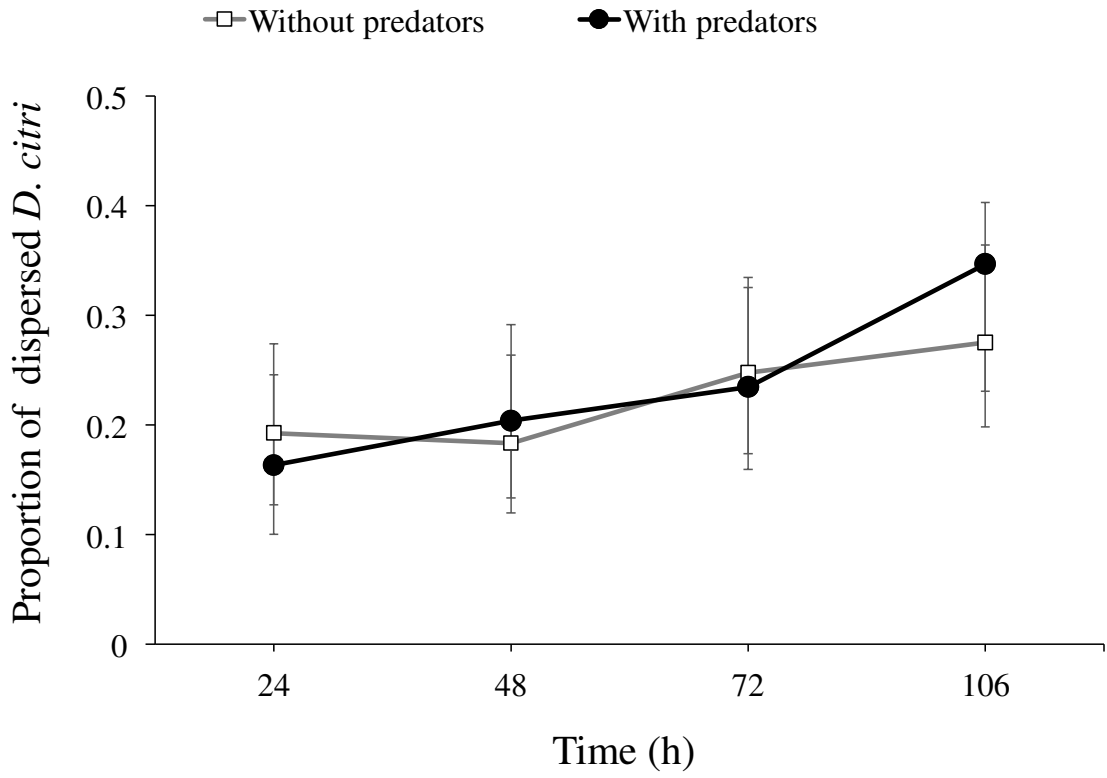 Without predators With predators
0.5
0.4
0.3
0.2
0.1
0
Proportion of dispersed D. citri
24 48 72 106
Time (h)